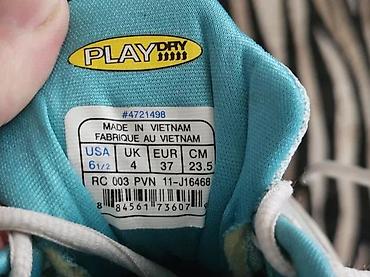 PLAYDRY
#4721498
MADE IN VIETNAM
FABRIQUE AU VIETNAM
USA UK EUR CM
6 1/2 4 37 23.5
RC 003 PVN 11-J16468
8 84561 73607